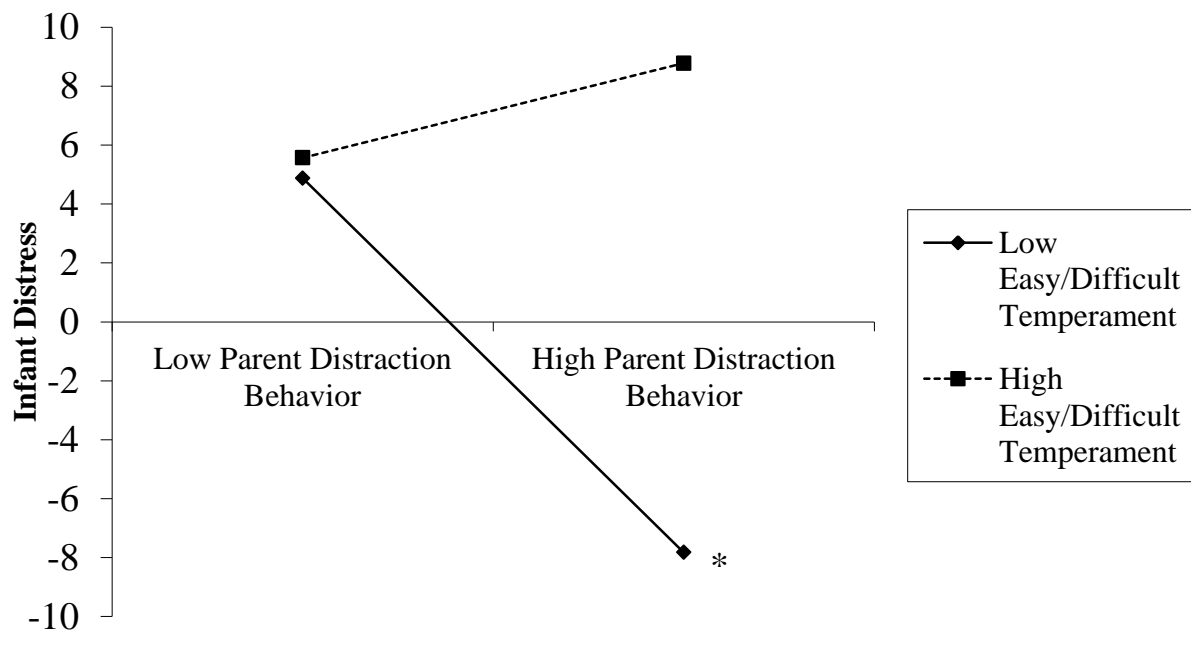 10
8
6
4
2
0
-2
-4
-6
-8
-10
Infant Distress
Low Parent Distraction
Behavior
High Parent Distraction
Behavior
*
Low
Easy/Difficult
Temperament
High
Easy/Difficult
Temperament